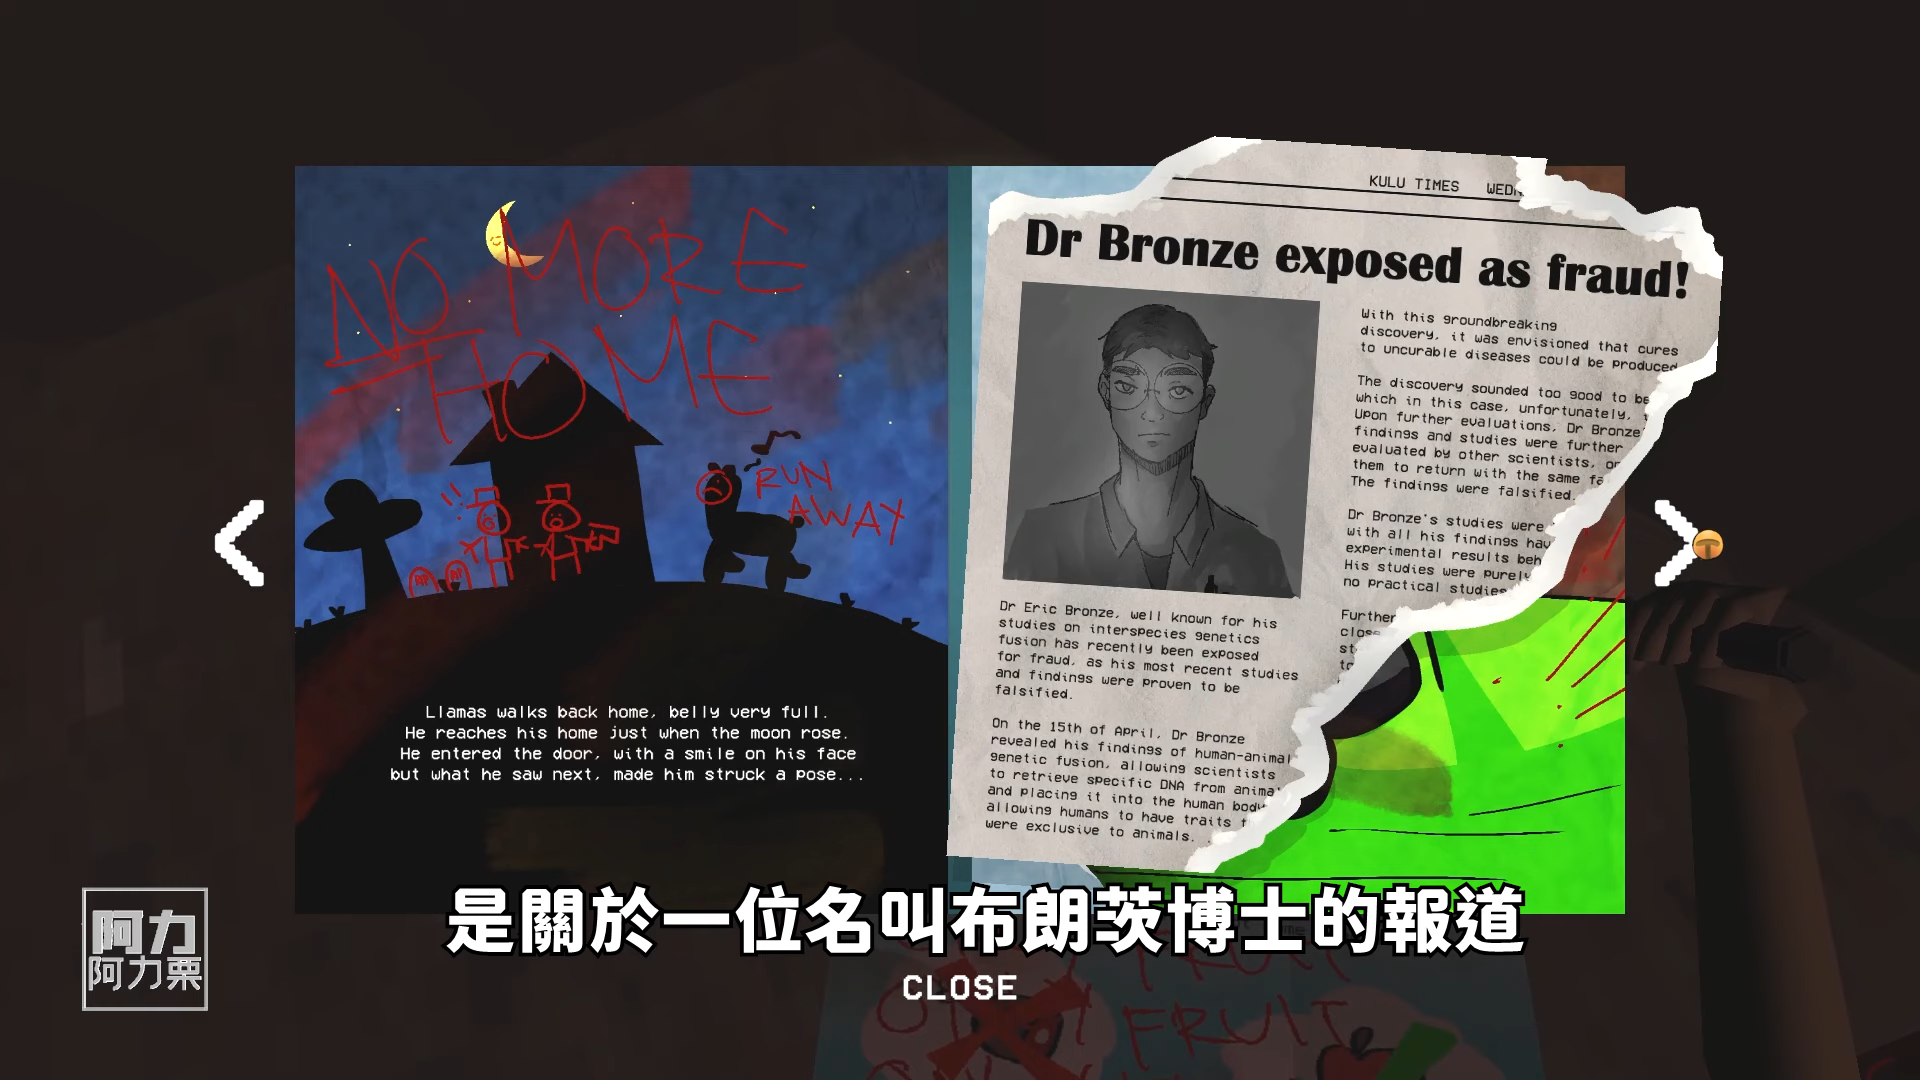 NO MORE
HOME
RUN
AWAY
RIP RIP
Llamas walks back home, belly very full.
He reaches his home just when the moon rose.
He entered the door, with a smile on his face
but what he saw next, made him struck a pose...
KULU TIMES
Dr Bronze exposed as fraud!
Dr Eric Bronze, well known for his
studies on interspecies genetics
fusion has recently been exposed
for fraud, as his most recent studies
and findings were proven to be
falsified.
On the 15th of April, Dr Bronze
revealed his findings of human-animal
genetic fusion, allowing scientists
to retrieve specific DNA from
and placing it into the human body
allowing humans to have traits
were exclusive to animals.
With this groundbreaking
discovery, it was envisioned that cures
to uncurable diseases could be produced
The discovery sounded too good to be
which in this case, unfortunately,
Upon further evaluations, Dr Bronze
findings and studies were further
evaluated by other scientists,
them to return with the same
The findings were falsified.
Dr Bronze's studies were
with all his findings
experimental results
His studies were purely
no practical studies
Further
是關於一位名叫布朗茨博士的報道
CLOSE
FRUIT
FRUIT
阿力
阿力栗